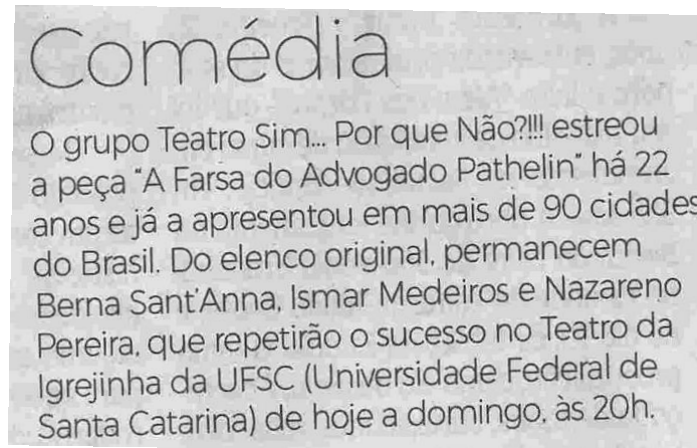 Comédia
O grupo Teatro Sim... Por que Não?!!! estreou
a peça "A Farsa do Advogado Pathelin" há 22
anos e já a apresentou em mais de 90 cidades
do Brasil. Do elenco original, permanecem
Berna Sant'Anna, Ismar Medeiros e Nazareno
Pereira, que repetirão o sucesso no Teatro da
Igrejinha da UFSC (Universidade Federal de
Santa Catarina) de hoje a domingo, às 20h.